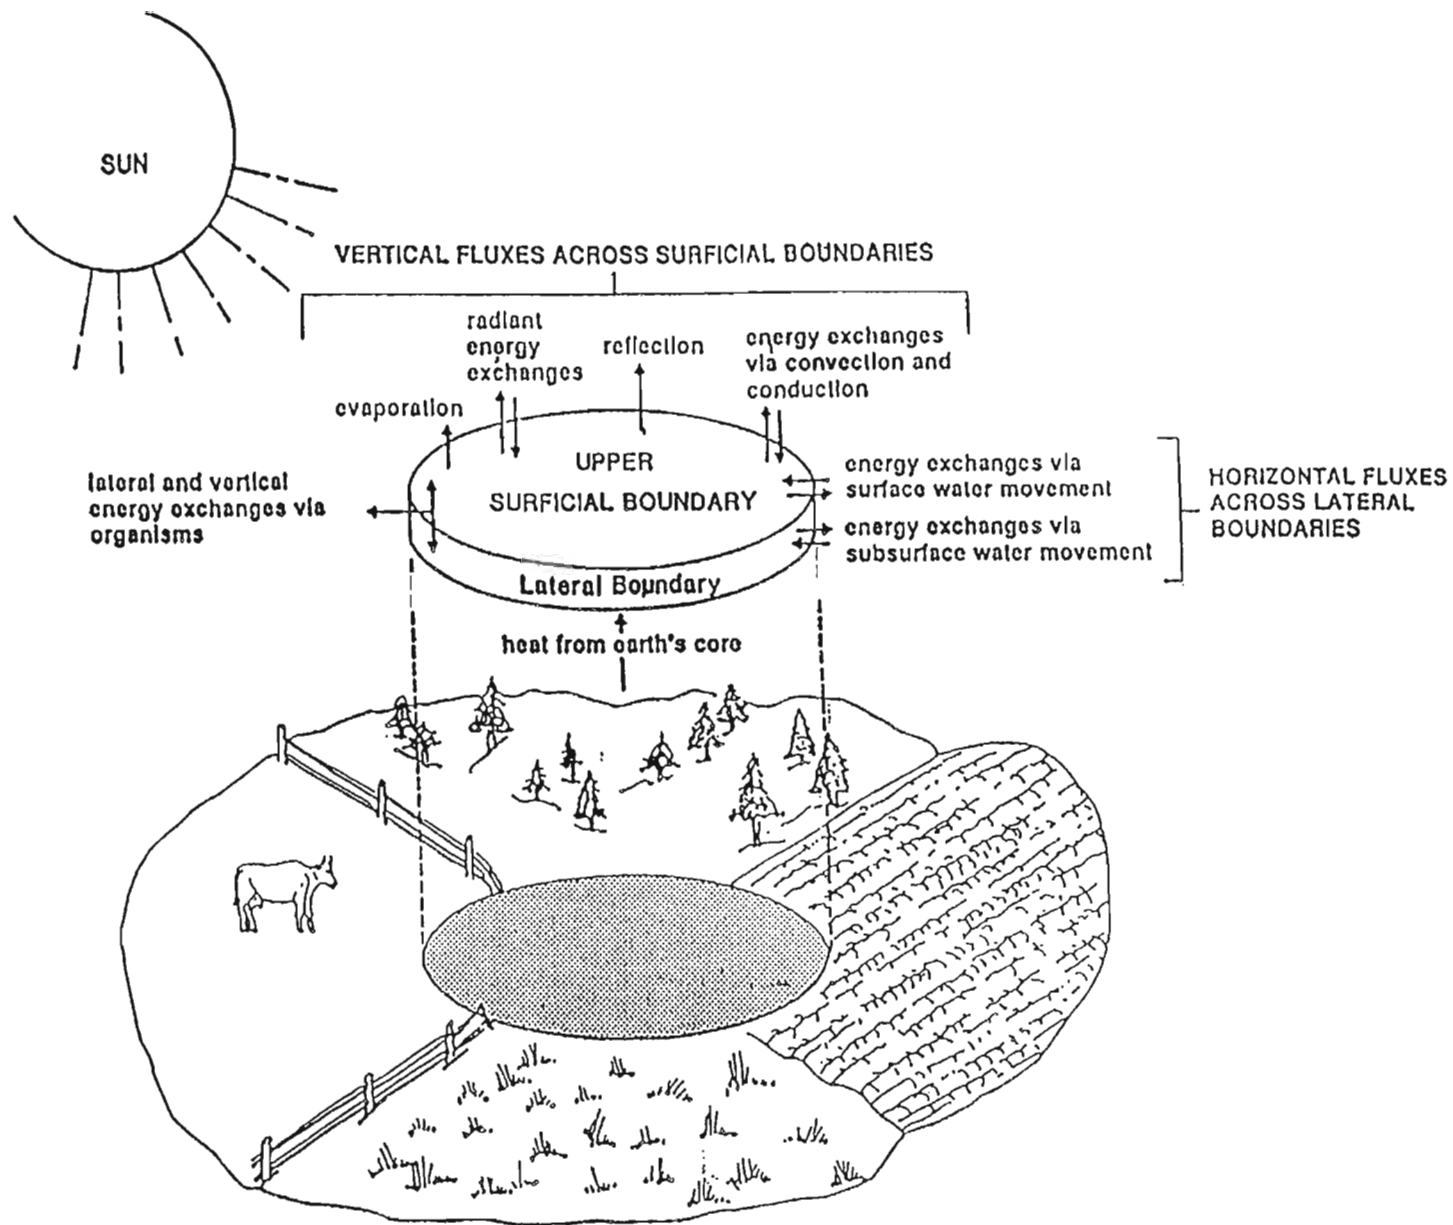 SUN
VERTICAL FLUXES ACROSS SURFICIAL BOUNDARIES
radiant
energy
exchanges
reflection
energy exchanges
via convection and
conduction
evaporation
UPPER
SURFICIAL BOUNDARY
lateral and vertical
energy exchanges via
organisms
energy exchanges via
surface water movement
energy exchanges via
subsurface water movement
HORIZONTAL FLUXES
ACROSS LATERAL
BOUNDARIES
Lateral Boundary
heat from earth's core